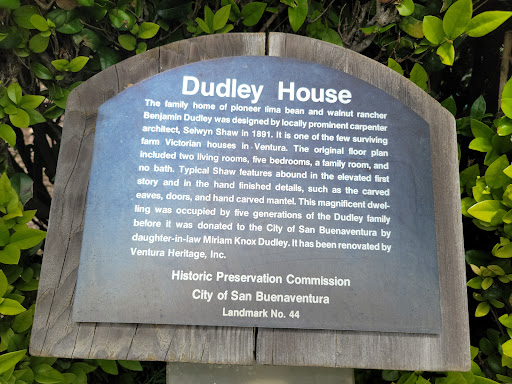 Dudley House
The family home of pioneer lima bean and walnut rancher
Benjamin Dudley was designed by locally prominent carpenter
architect, Selwyn Shaw in 1891. It is one of the few surviving
farm Victorian houses in Ventura. The original floor plan
included two living rooms, five bedrooms, a family room, and
no bath. Typical Shaw features abound in the elevated first
story and in the hand finished details, such as the carved
eaves, doors, and hand carved mantel. This magnificent dwel-
ling was occupied by five generations of the Dudley family
before it was donated to the City of San Buenaventura by
daughter-in-law Miriam Knox Dudley. It has been renovated by
Ventura Heritage, Inc.
Historic Preservation Commission
City of San Buenaventura
Landmark No. 44